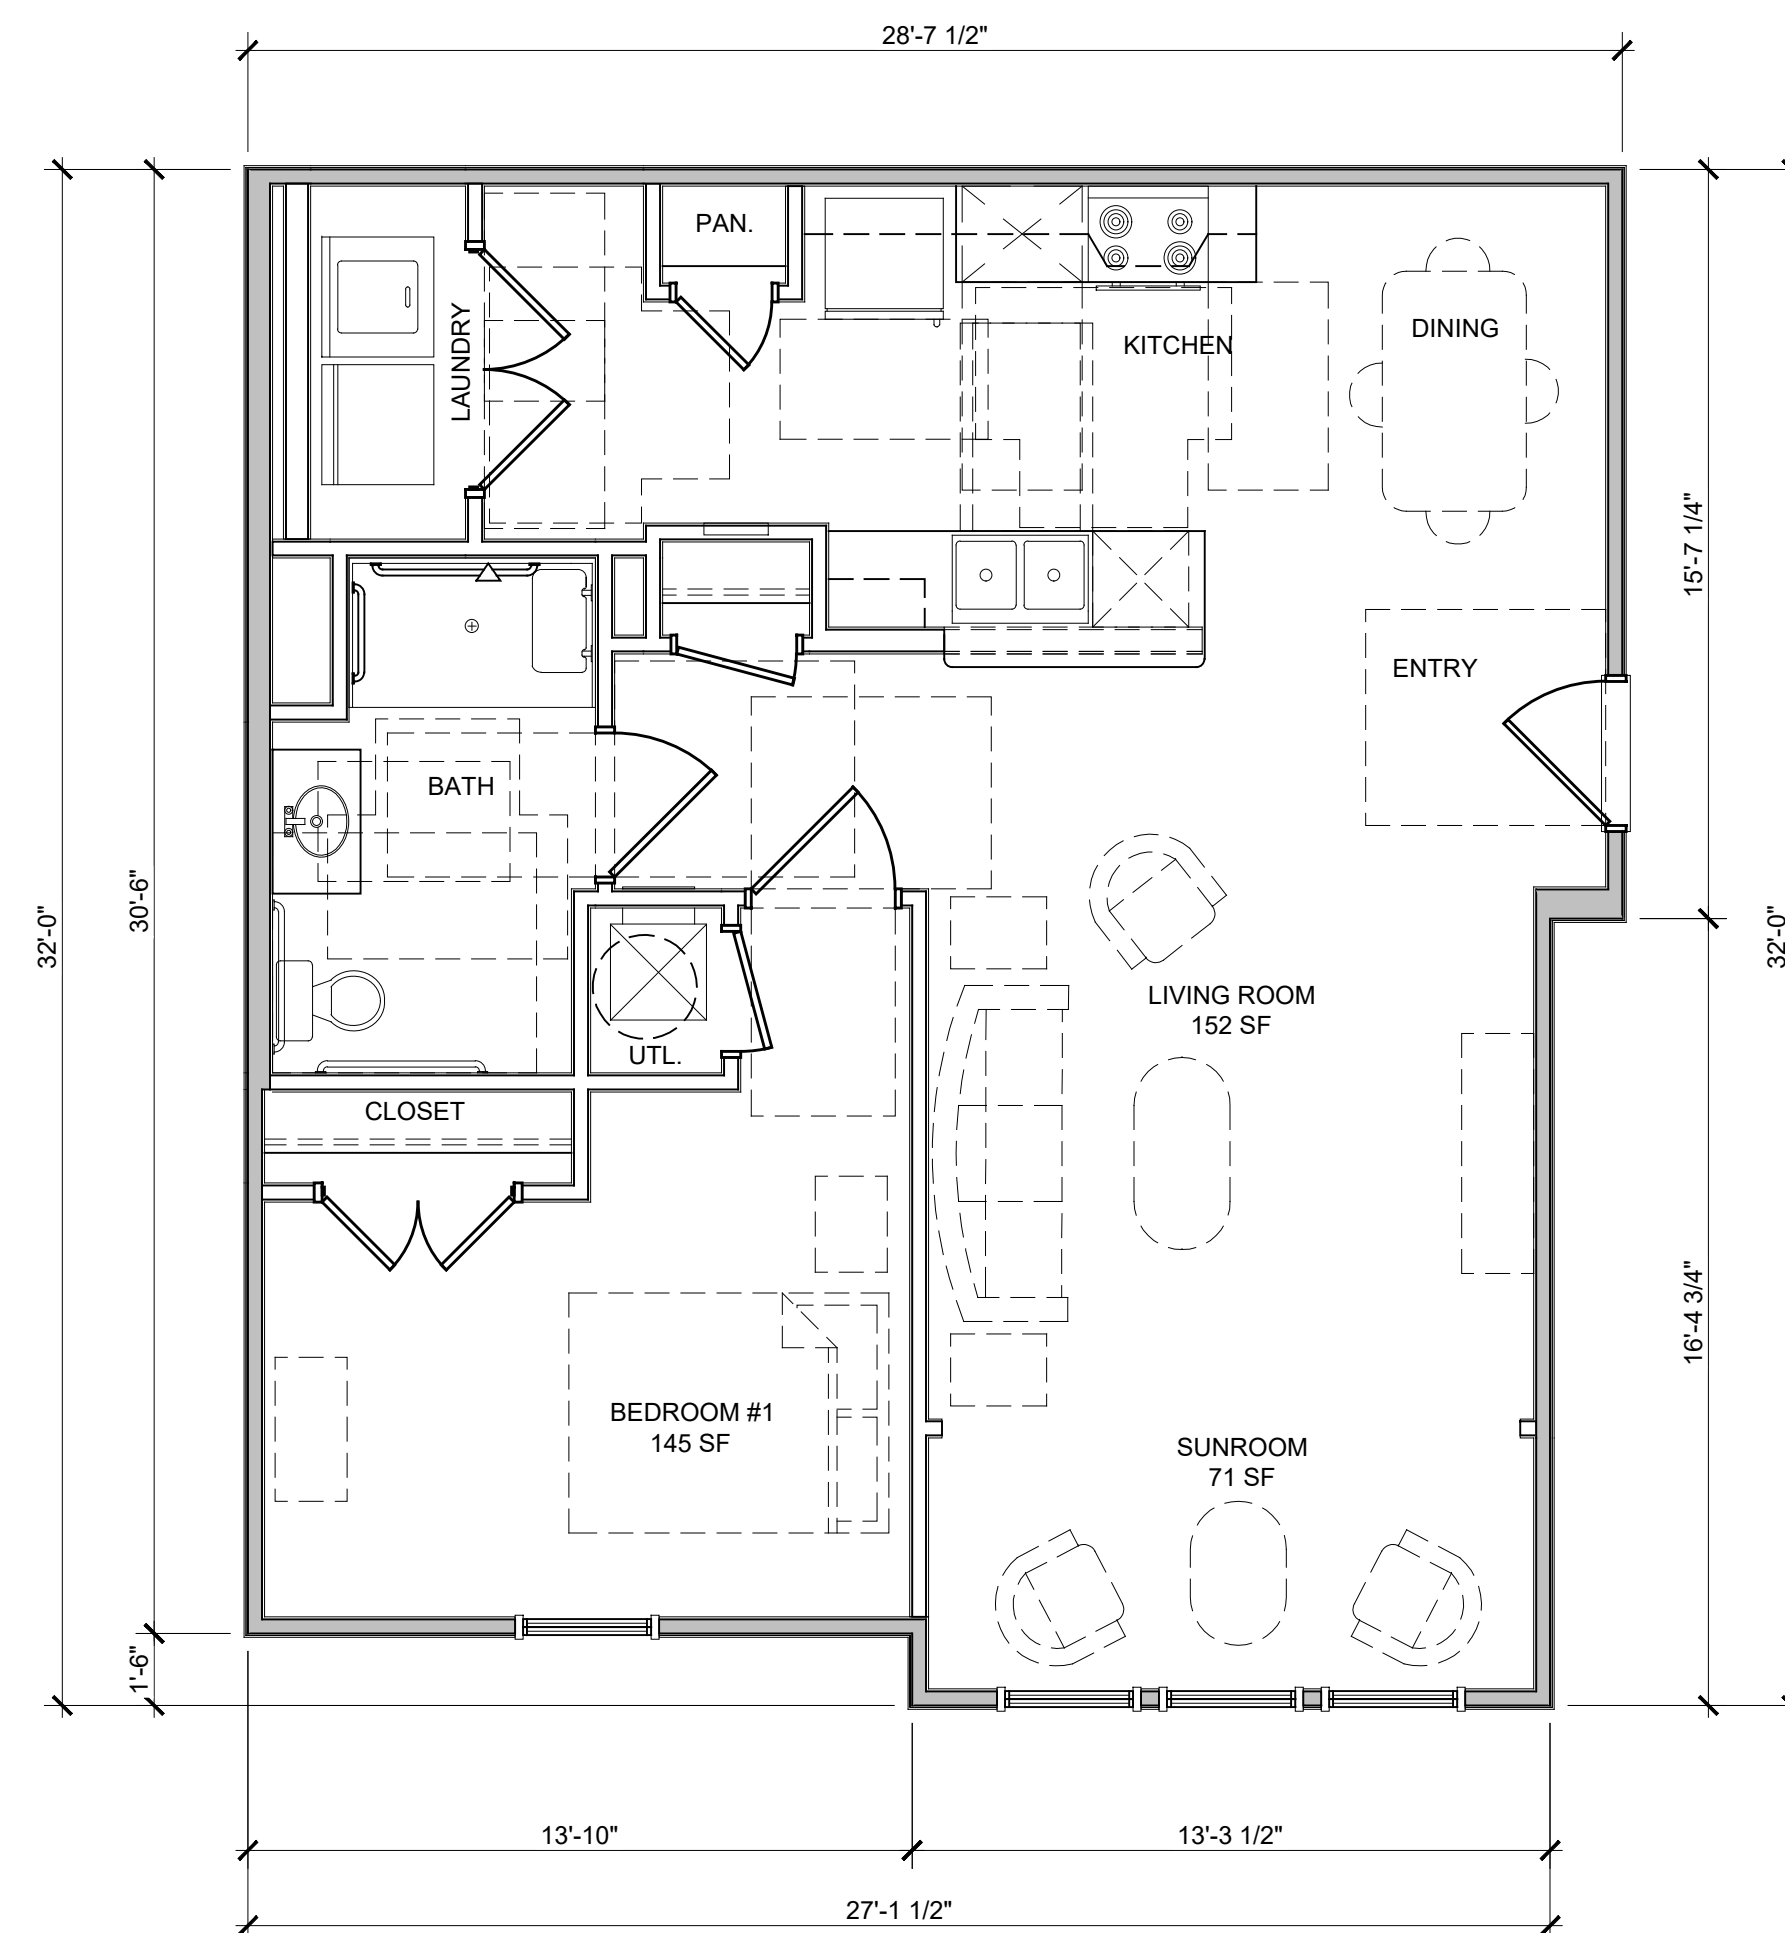 28'-7 1/2"
PAN.
LAUNDRY
KITCHEN
DINING
15'-7 1/4"
ENTRY
BATH
32'-0"
30'-6"
32'-0"
LIVING ROOM
152 SF
UTL.
CLOSET
16'-4 3/4"
BEDROOM #1
145 SF
SUNROOM
71 SF
1'-6"
13'-10"
13'-3 1/2"
27'-1 1/2"